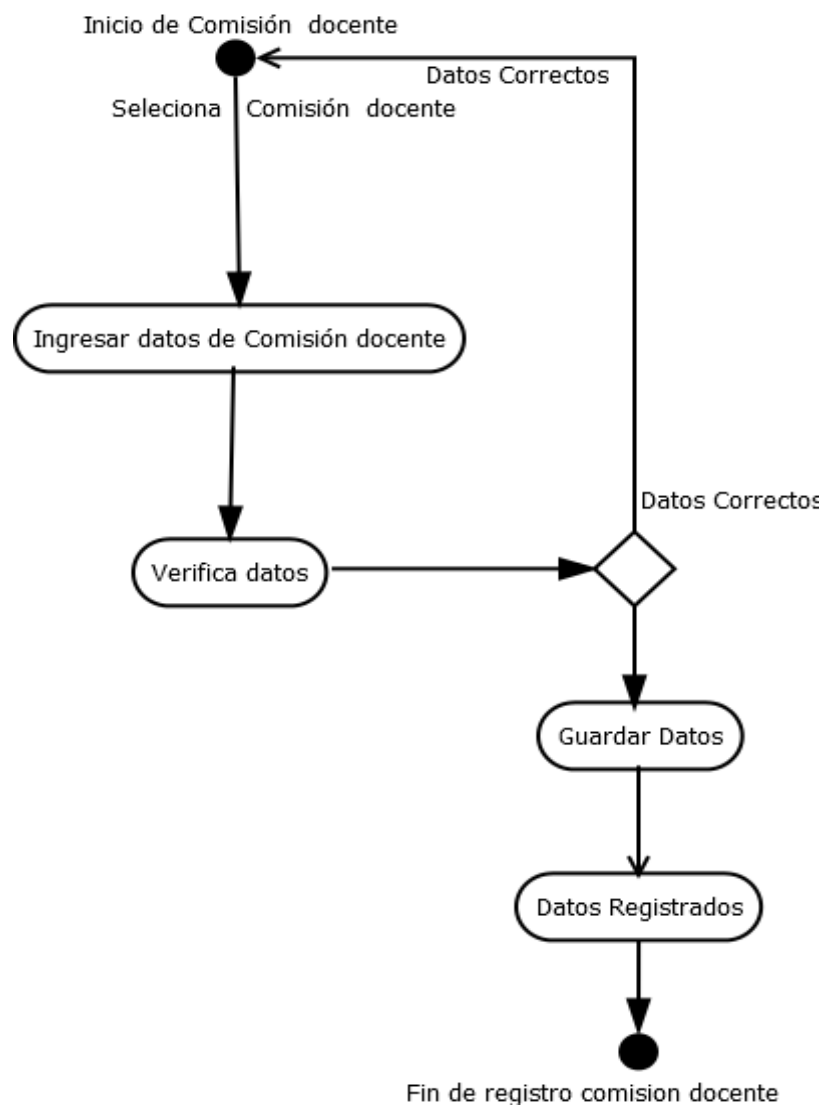 Inicio de Comisión docente
Datos Correctos
Seleciona Comisión docente
Ingresar datos de Comisión docente
Datos Correctos
Verifica datos
Guardar Datos
Datos Registrados
Fin de registro comision docente